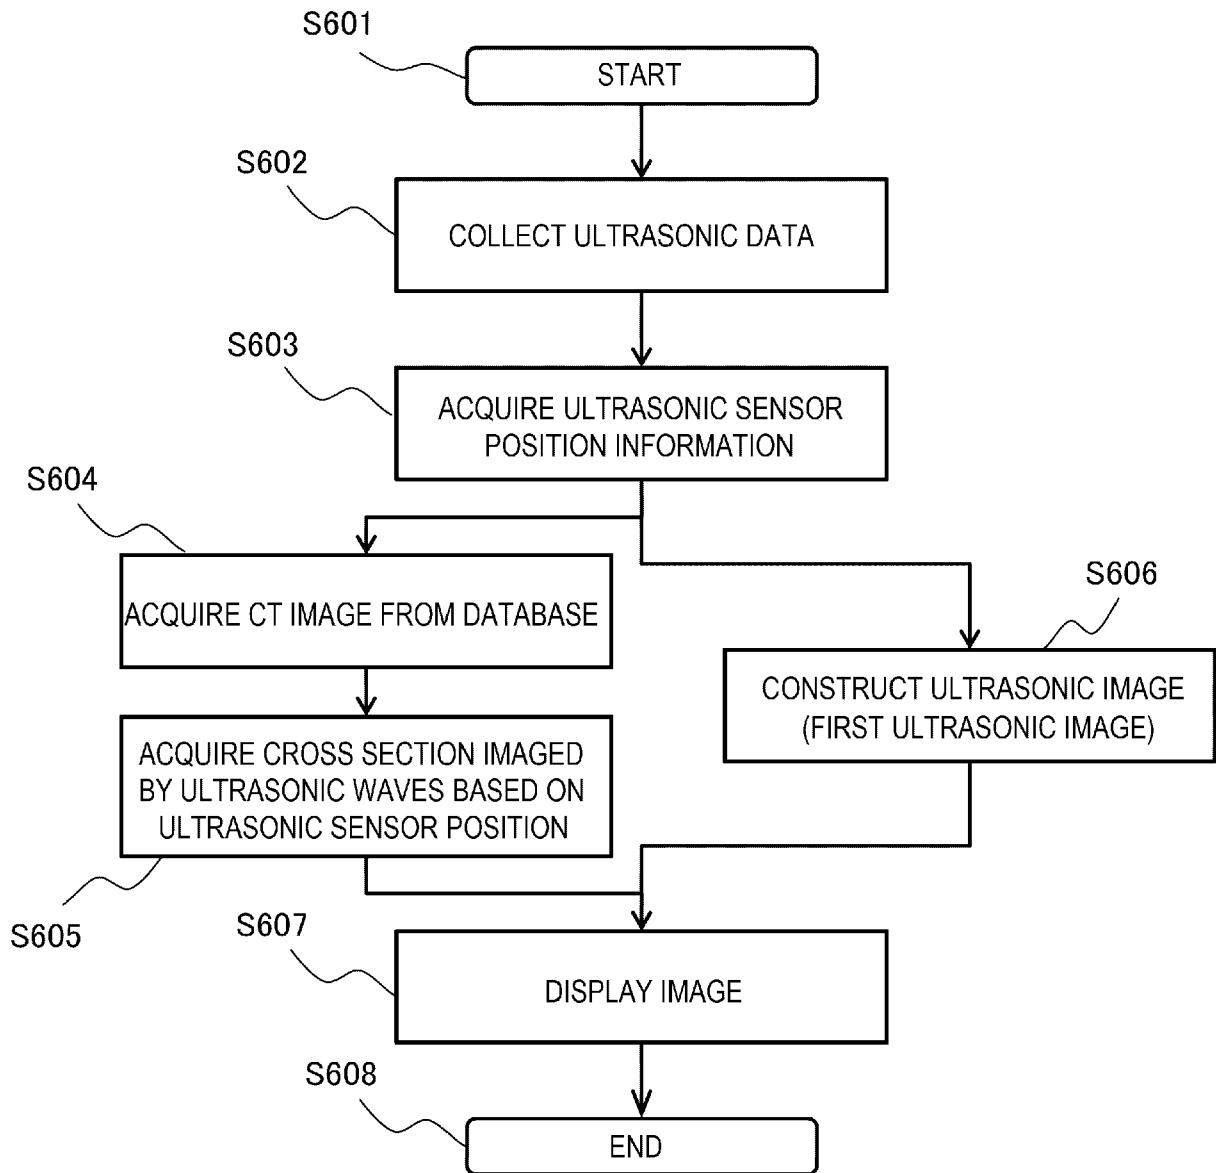 S601
START
S602
COLLECT ULTRASONIC DATA
S603
ACQUIRE ULTRASONIC SENSOR
POSITION INFORMATION
S604
ACQUIRE CT IMAGE FROM DATABASE
S606
CONSTRUCT ULTRASONIC IMAGE
(FIRST ULTRASONIC IMAGE)
ACQUIRE CROSS SECTION IMAGED
BY ULTRASONIC WAVES BASED ON
ULTRASONIC SENSOR POSITION
S605
S607
DISPLAY IMAGE
S608
END